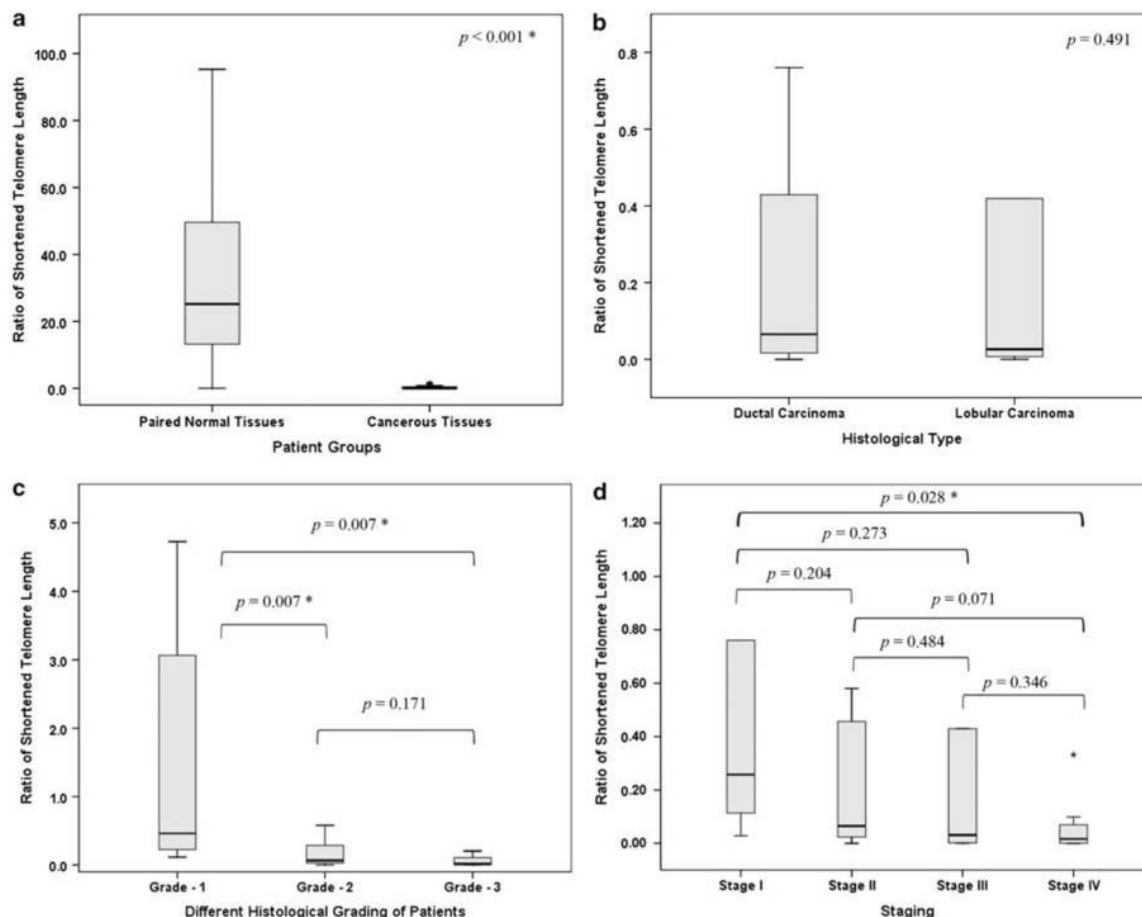 a
p < 0.001 *
Ratio of Shortened Telomere Length
100.0
80.0
60.0
40.0
20.0
0.0
Paired Normal Tissues
Cancerous Tissues
Patient Groups
b
p = 0.491
Ratio of Shortened Telomere Length
0.8
0.6
0.4
0.2
0.0
Ductal Carcinoma
Lobular Carcinoma
Histological Type
c
Ratio of Shortened Telomere Length
5.0
4.0
3.0
2.0
1.0
0.0
p = 0.007 *
p = 0.007 *
p = 0.171
Grade - 1
Grade - 2
Grade - 3
Different Histological Grading of Patients
d
Ratio of Shortened Telomere Length
1.20
1.00
0.80
0.60
0.40
0.20
0.00
p = 0.028 *
p = 0.273
p = 0.204
p = 0.071
p = 0.484
p = 0.346
*
Stage I
Stage II
Stage III
Stage IV
Staging